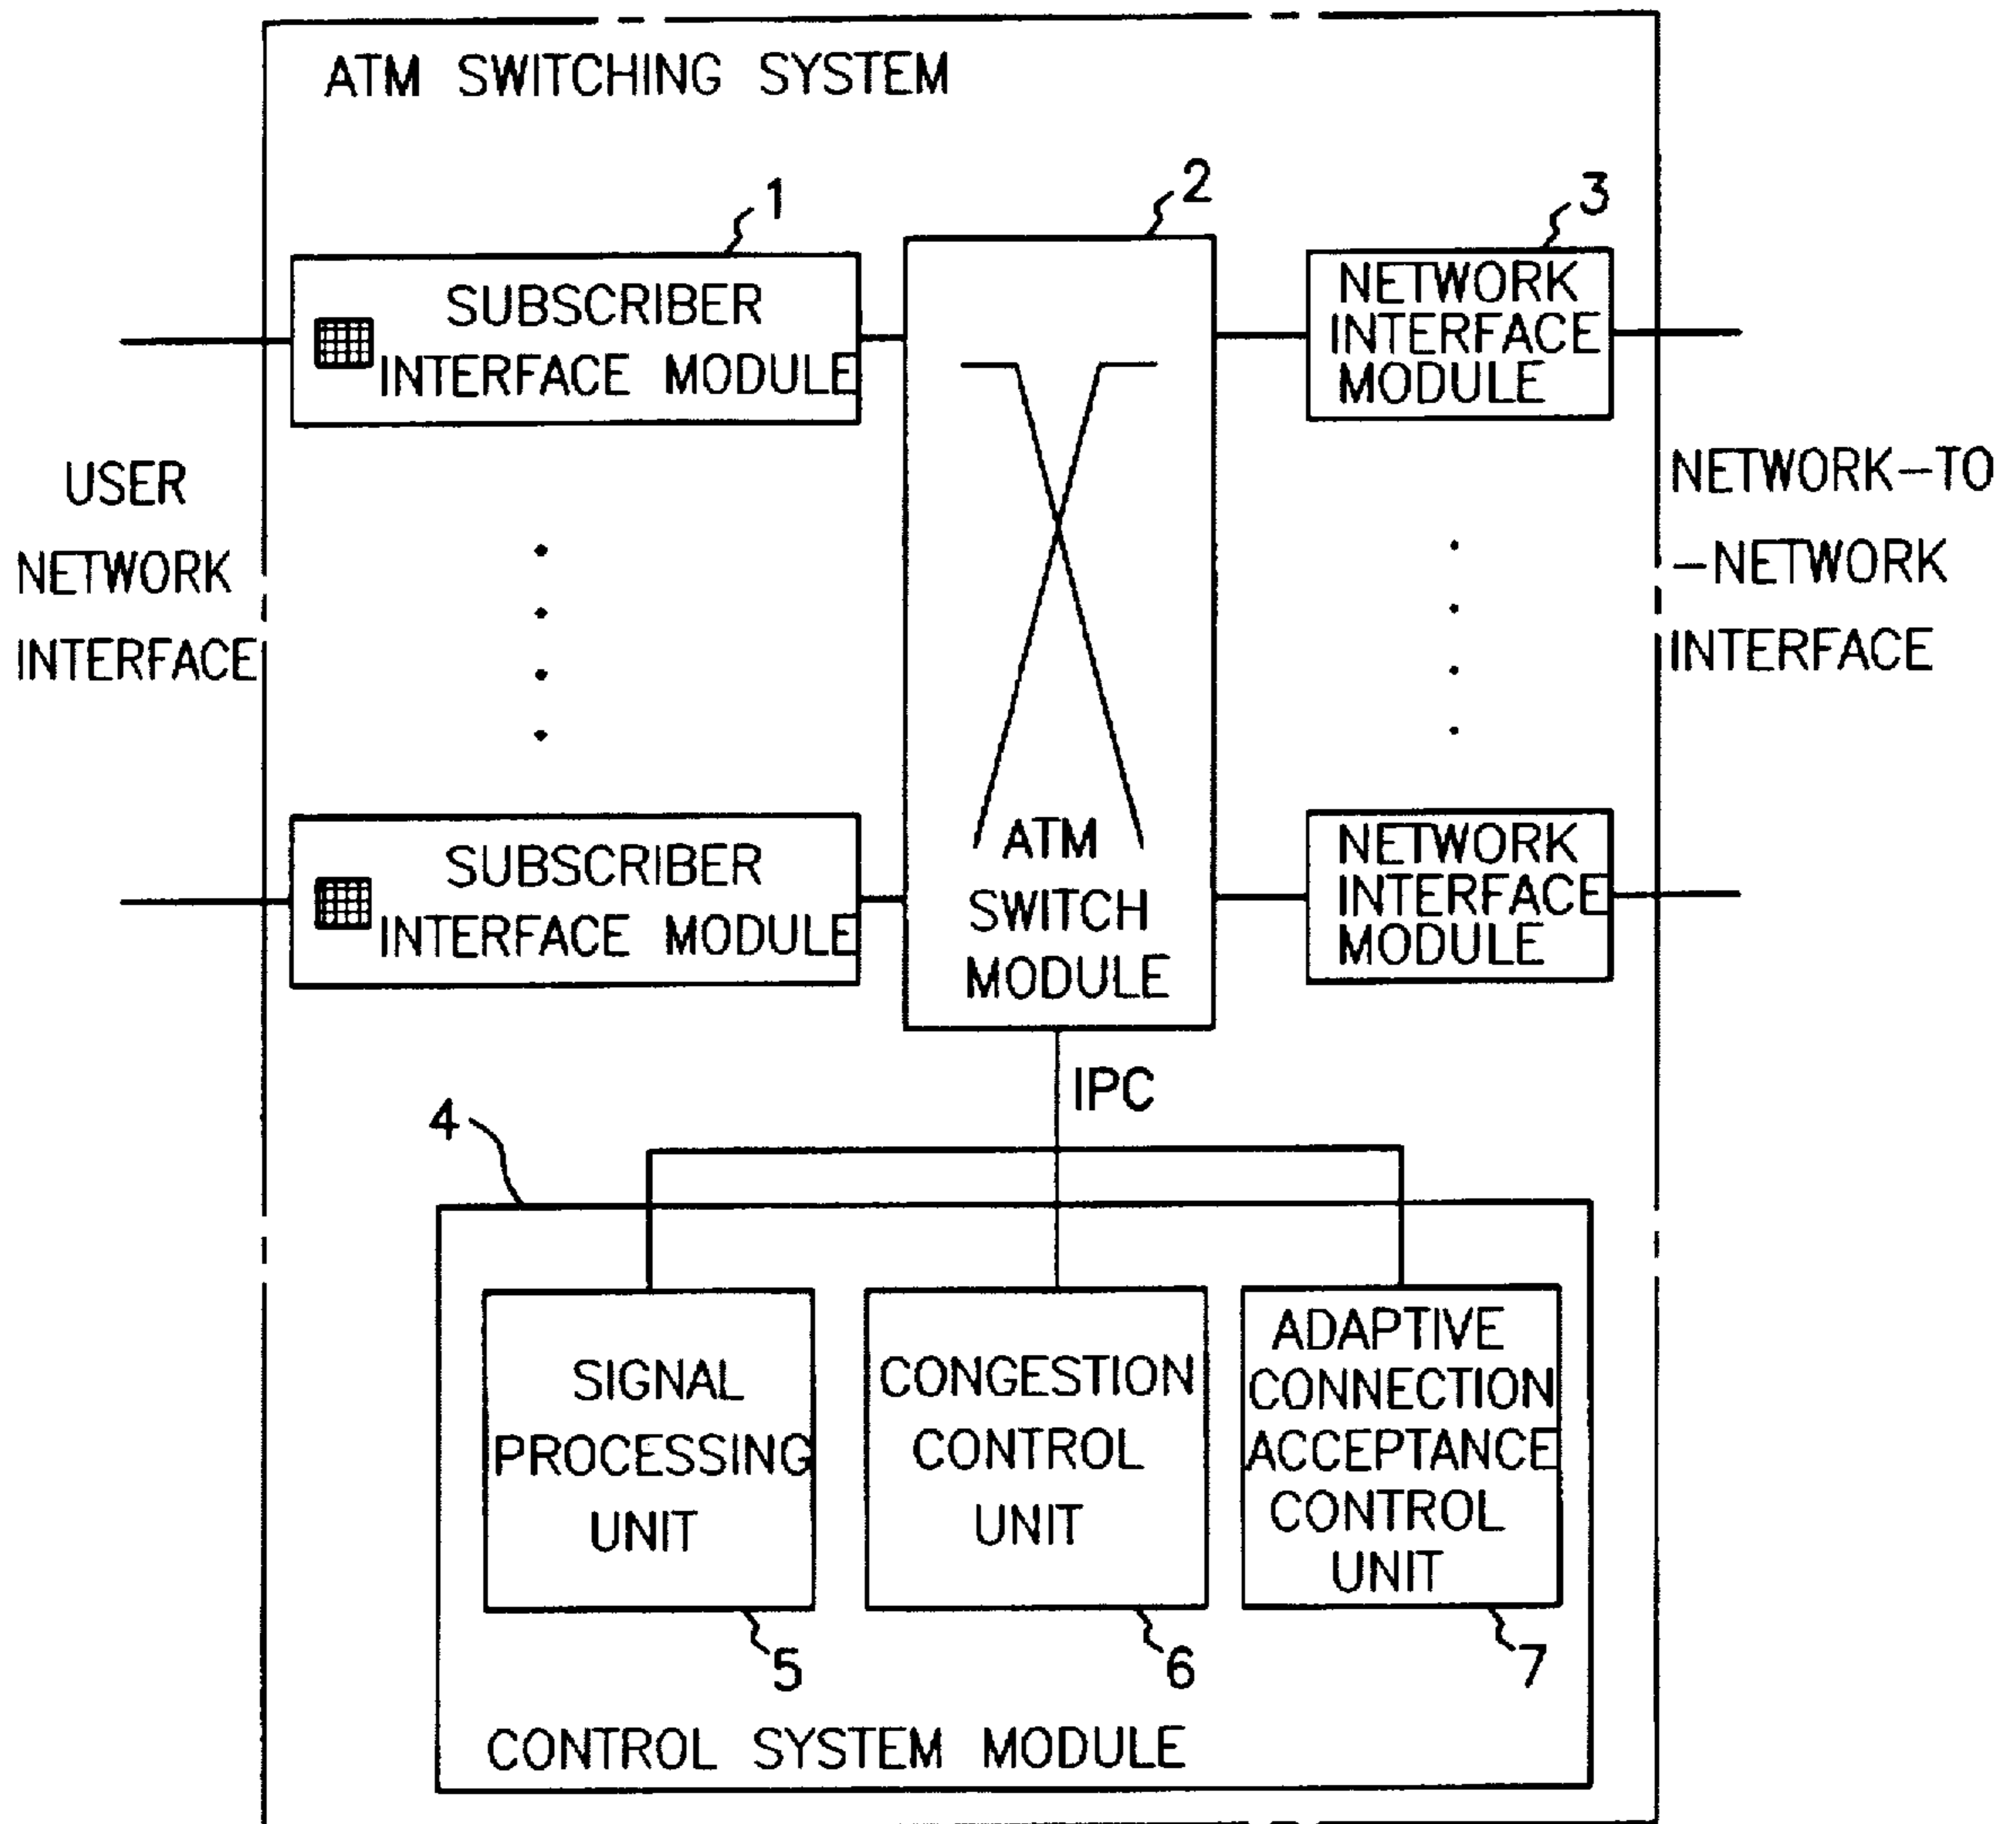 ATM SWITCHING SYSTEM
1
2
3
SUBSCRIBER
INTERFACE MODULE
NETWORK
INTERFACE
MODULE
USER
NETWORK
INTERFACE
NETWORK-TO
-NETWORK
INTERFACE
SUBSCRIBER
INTERFACE MODULE
ATM
SWITCH
MODULE
NETWORK
INTERFACE
MODULE
IPC
4
SIGNAL
PROCESSING
UNIT
CONGESTION
CONTROL
UNIT
ADAPTIVE
CONNECTION
ACCEPTANCE
CONTROL
UNIT
5
6
7
CONTROL SYSTEM MODULE